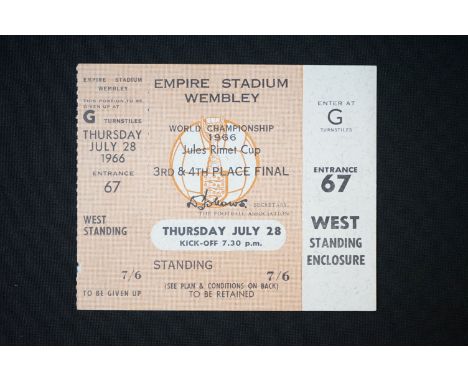 EMPIRE STADIUM
WEMBLEY
THIS PORTION TO BE
GIVEN UP AT
G
TURNSTILES
THURSDAY
JULY 28
1966
ENTRANCE
67
WEST
STANDING
7/6
TO BE GIVEN UP
EMPIRE STADIUM
WEMBLEY
WORLD CHAMPIONSHIP
1966
Jules Rimet Cup
3RD & 4TH PLACE FINAL
SECRETARY,
THE FOOTBALL ASSOCIATION
THURSDAY JULY 28
KICK-OFF 7.30 p.m.
STANDING
7/6
(SEE PLAN & CONDITIONS ON BACK)
TO BE RETAINED
ENTER AT
G
TURNSTILES
ENTRANCE
67
WEST
STANDING
ENCLOSURE